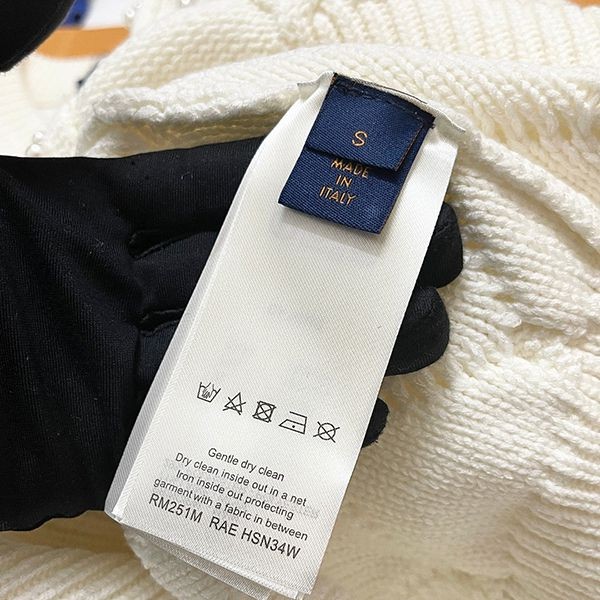 S
MADE
IN
ITALY
Gentle dry clean
Dry clean inside out in a net
Iron inside out protecting
garment with a fabric in between
RM251M RAE HSN34W